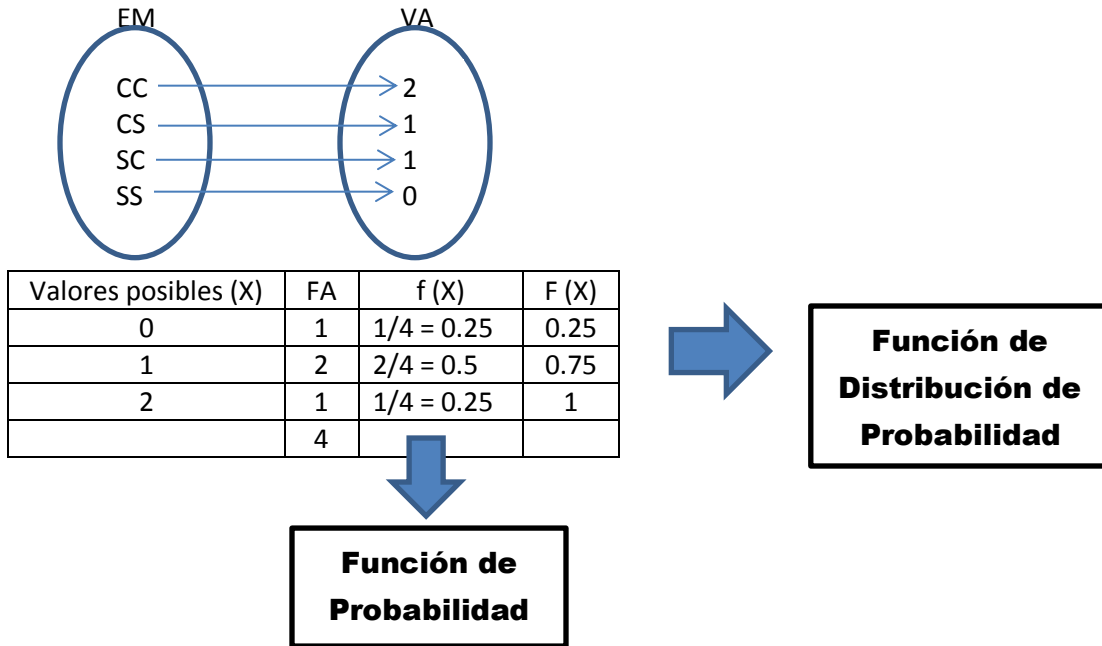 EM VA
CC 2
CS 1
SC 1
SS 0
Valores posibles (X) FA f (X) F (X)
0 1 1/4 = 0.25 0.25
1 2 2/4 = 0.5 0.75
2 1 1/4 = 0.25 1
4
Función de
Distribución de
Probabilidad
Función de
Probabilidad